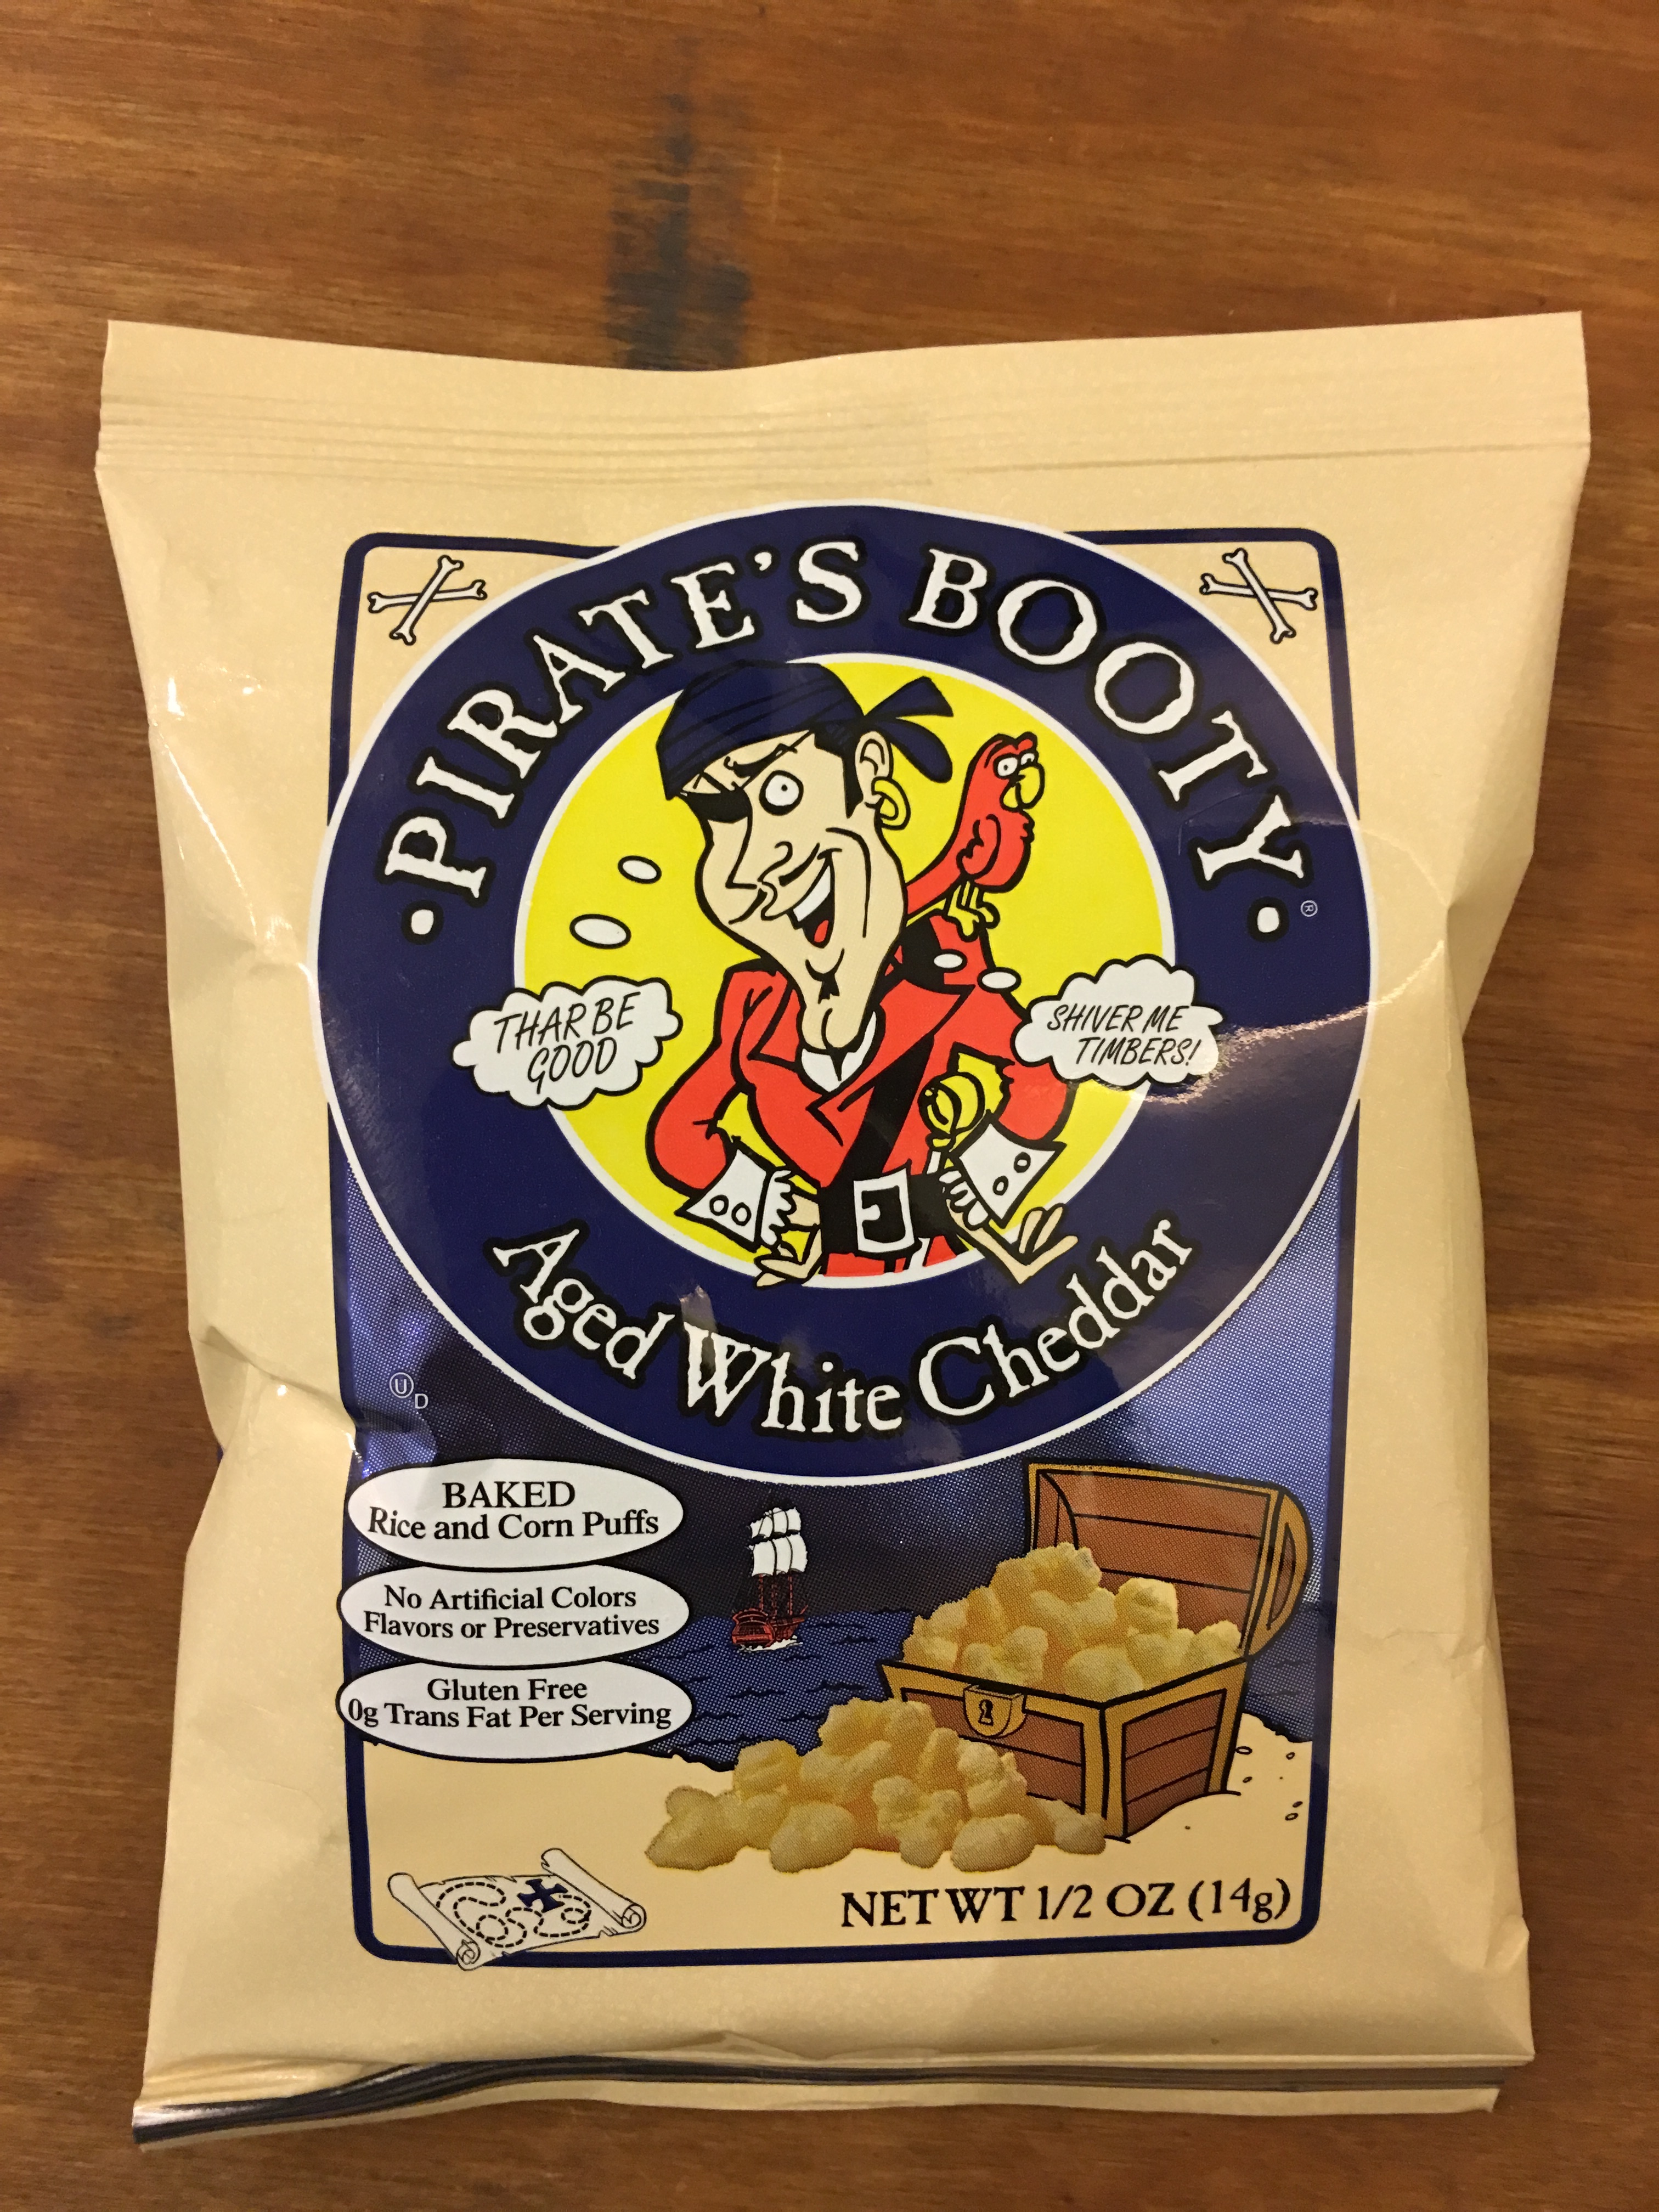 ·PIRATE'S BOOTY·®
THAR BE
GOOD
SHIVER ME
TIMBERS!
Aged White Cheddar
U D
BAKED
Rice and Corn Puffs
No Artificial Colors
Flavors or Preservatives
Gluten Free
0g Trans Fat Per Serving
NET WT 1/2 OZ (14g)